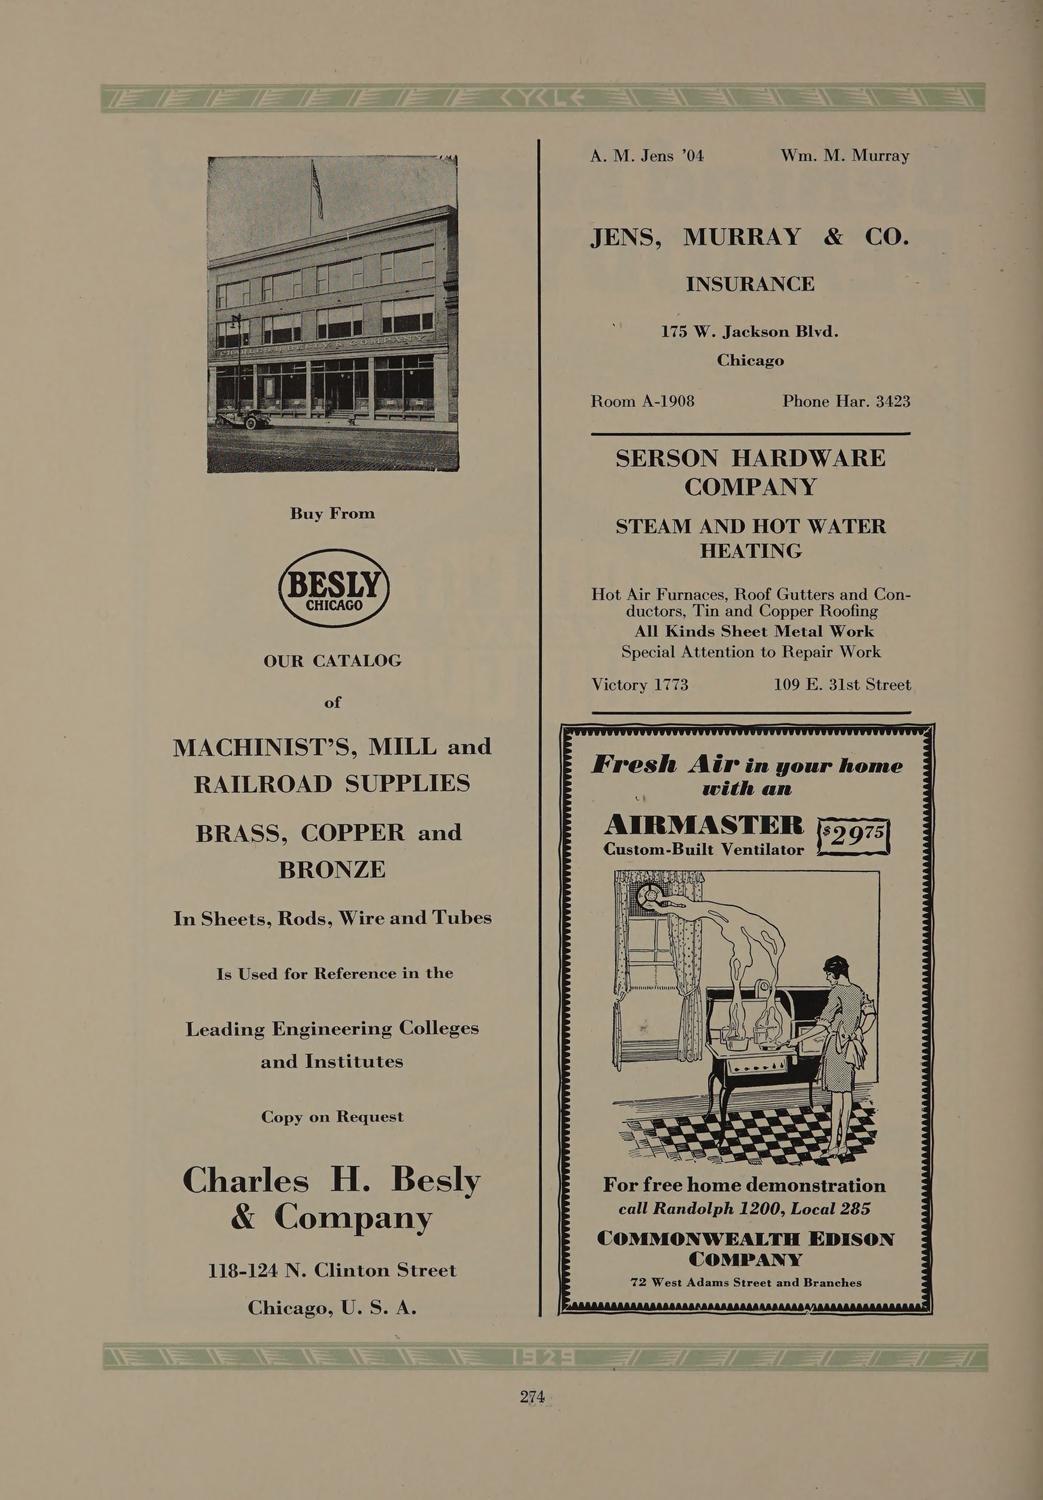 CYCLE
CHARLES H. BESLY & COMPANY
Buy From
BESLY
CHICAGO
OUR CATALOG
of
MACHINIST'S, MILL and
RAILROAD SUPPLIES
BRASS, COPPER and
BRONZE
In Sheets, Rods, Wire and Tubes
Is Used for Reference in the
Leading Engineering Colleges
and Institutes
Copy on Request
Charles H. Besly
& Company
118-124 N. Clinton Street
Chicago, U. S. A.
A. M. Jens '04 Wm. M. Murray
JENS, MURRAY & CO.
INSURANCE
175 W. Jackson Blvd.
Chicago
Room A-1908 Phone Har. 3423
SERSON HARDWARE
COMPANY
STEAM AND HOT WATER
HEATING
Hot Air Furnaces, Roof Gutters and Con-
ductors, Tin and Copper Roofing
All Kinds Sheet Metal Work
Special Attention to Repair Work
Victory 1773 109 E. 31st Street
Fresh Air in your home
with an
AIRMASTER $2975
Custom-Built Ventilator
For free home demonstration
call Randolph 1200, Local 285
COMMONWEALTH EDISON
COMPANY
72 West Adams Street and Branches
1929
274